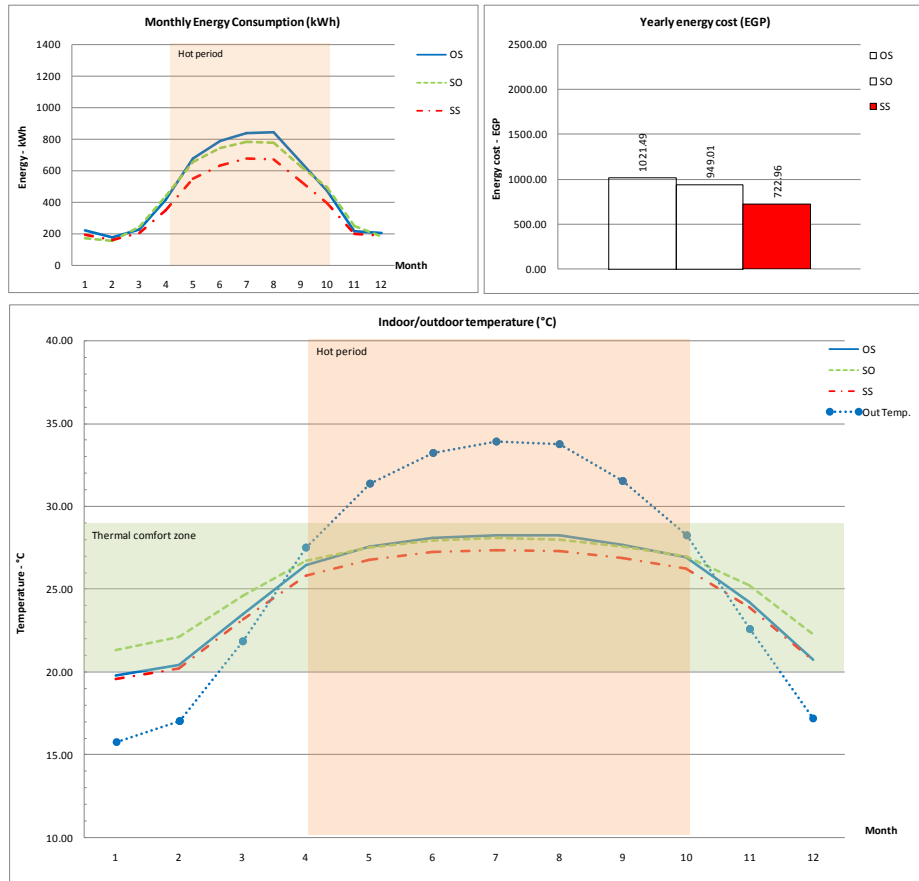 Monthly Energy Consumption (kWh)
1400
1200
1000
800
600
400
200
0
Energy - kWh
Hot period
OS
SO
SS
1 2 3 4 5 6 7 8 9 10 11 12
Month
Yearly energy cost (EGP)
2500.00
2000.00
1500.00
1000.00
500.00
0.00
Energy cost - EGP
1021.49
949.01
722.96
OS
SO
SS
Indoor/outdoor temperature (°C)
40.00
35.00
30.00
25.00
20.00
15.00
10.00
Temperature - °C
Hot period
Thermal comfort zone
OS
SO
SS
Out Temp.
Month
1 2 3 4 5 6 7 8 9 10 11 12